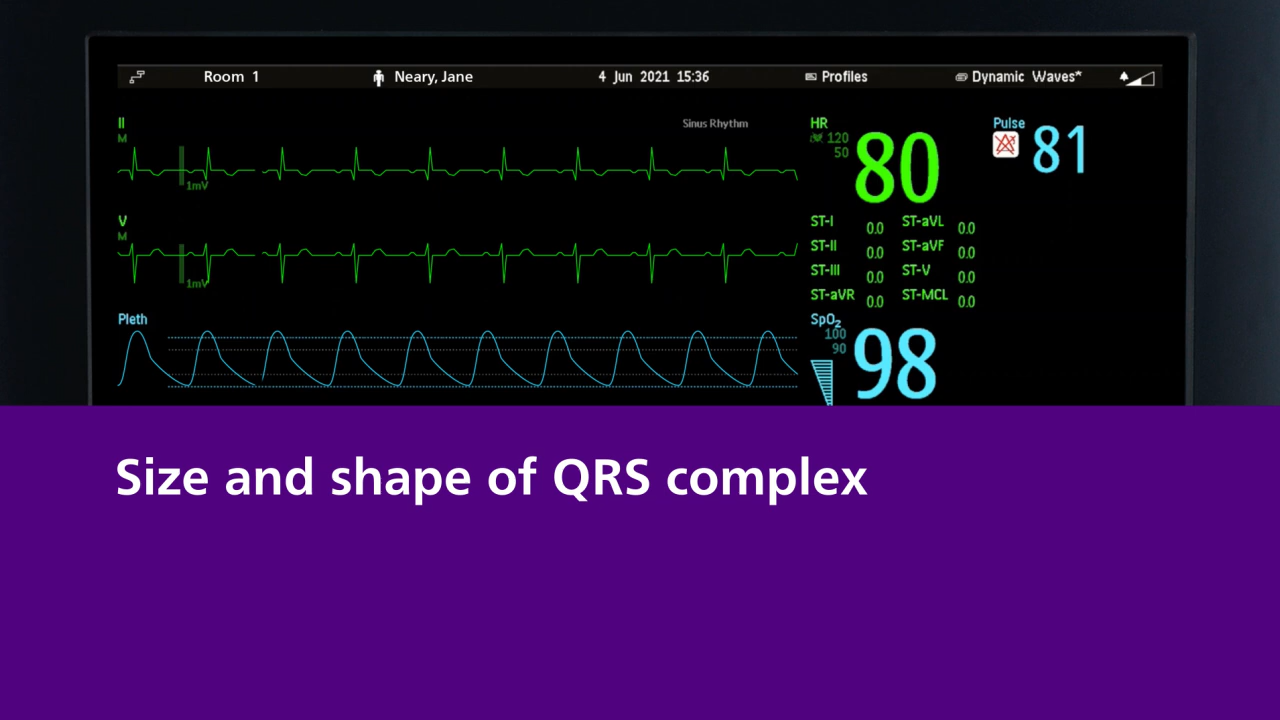 Room 1 Neary, Jane 4 Jun 2021 15:36 Profiles Dynamic Waves*
II
M
Sinus Rhythm
1mV
HR
120
50
80
Pulse
81
V
M
1mV
ST-I 0.0 ST-aVL 0.0
ST-II 0.0 ST-aVF 0.0
ST-III 0.0 ST-V 0.0
ST-aVR 0.0 ST-MCL 0.0
Pleth
SpO₂
100
90
98
Size and shape of QRS complex